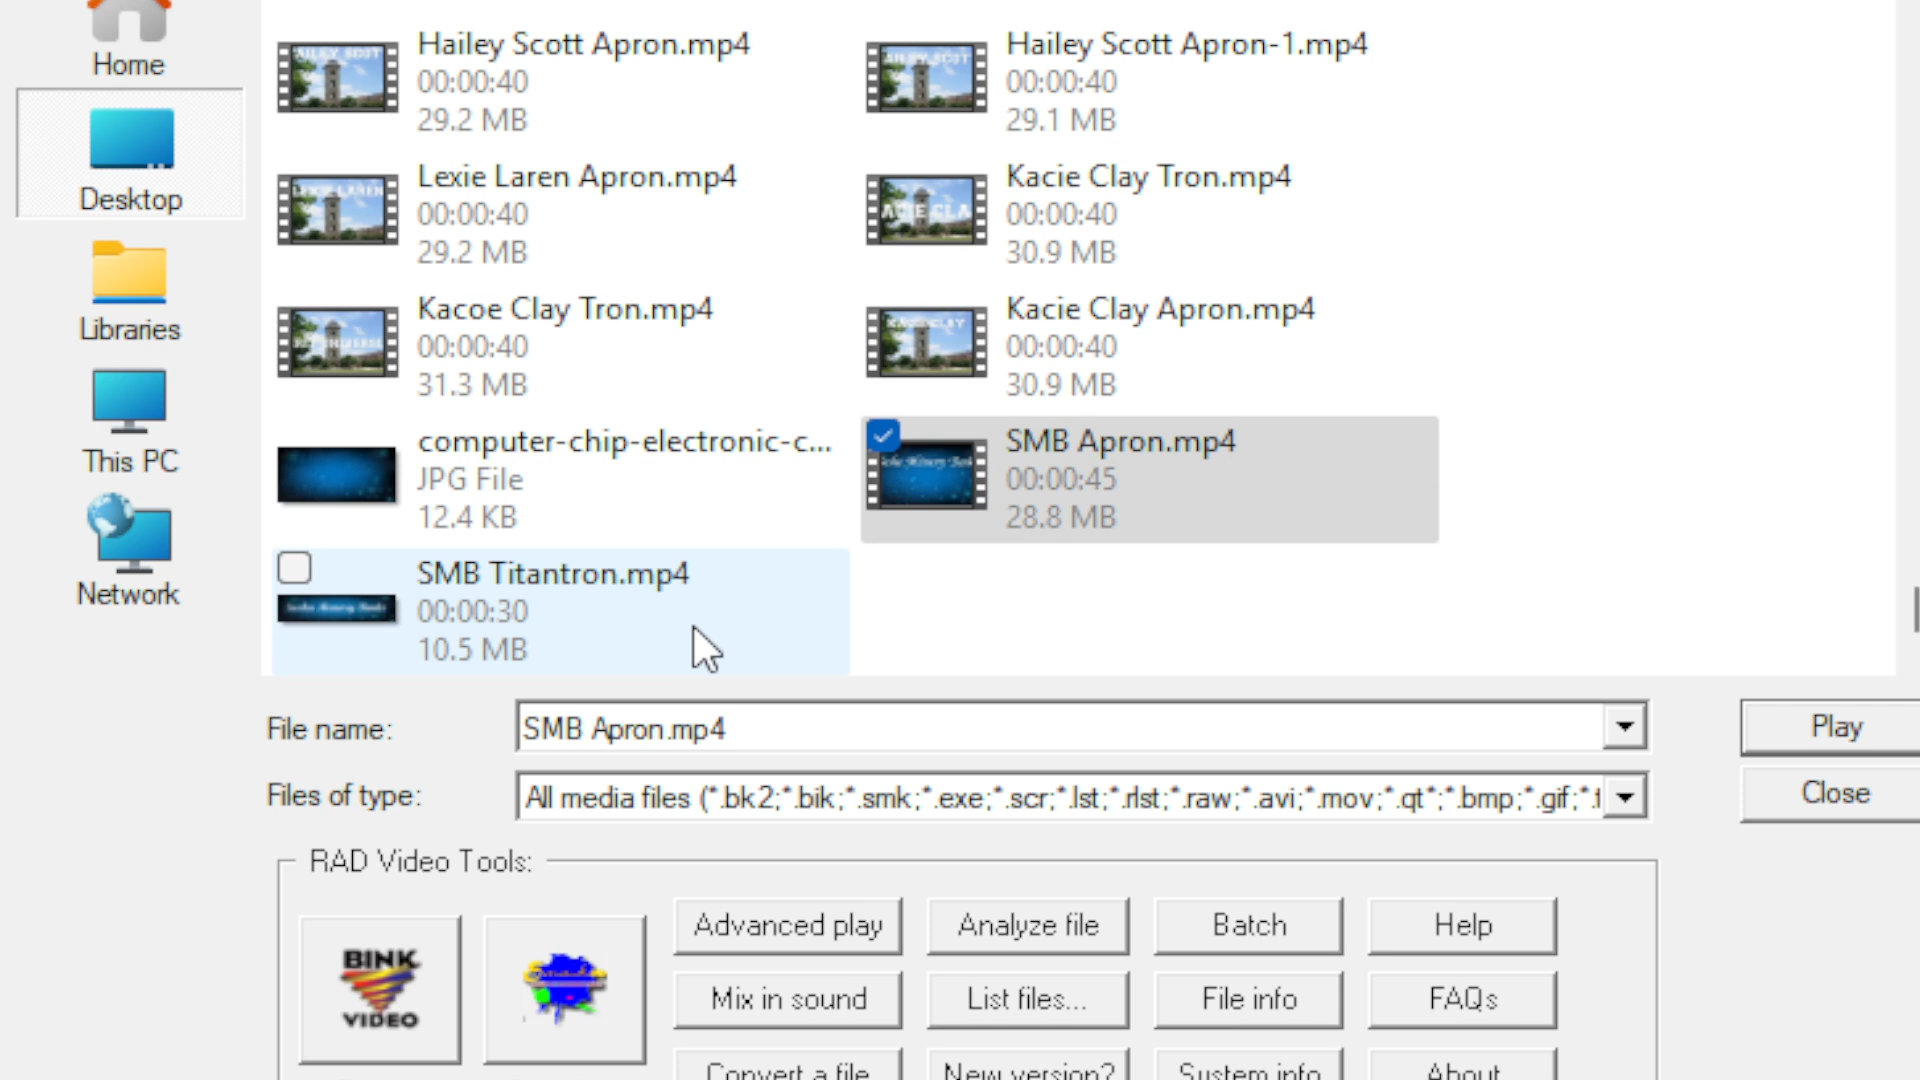 Home
Desktop
Libraries
This PC
Network
Hailey Scott Apron.mp4
00:00:40
29.2 MB
Hailey Scott Apron-1.mp4
00:00:40
29.1 MB
Lexie Laren Apron.mp4
00:00:40
29.2 MB
Kacie Clay Tron.mp4
00:00:40
30.9 MB
Kacoe Clay Tron.mp4
00:00:40
31.3 MB
Kacie Clay Apron.mp4
00:00:40
30.9 MB
computer-chip-electronic-c...
JPG File
12.4 KB
SMB Apron.mp4
00:00:45
28.8 MB
SMB Titantron.mp4
00:00:30
10.5 MB
File name:
SMB Apron.mp4
Play
Files of type:
All media files (*.bk2;*.bik;*.smk;*.exe;*.scr;*.lst;*.rlst;*.raw;*.avi;*.mov;*.qt*;*.bmp;*.gif;*.
Close
RAD Video Tools:
BINK
VIDEO
Advanced play
Analyze file
Batch
Help
Mix in sound
List files...
File info
FAQs
Convert a file
New version?
System info
About